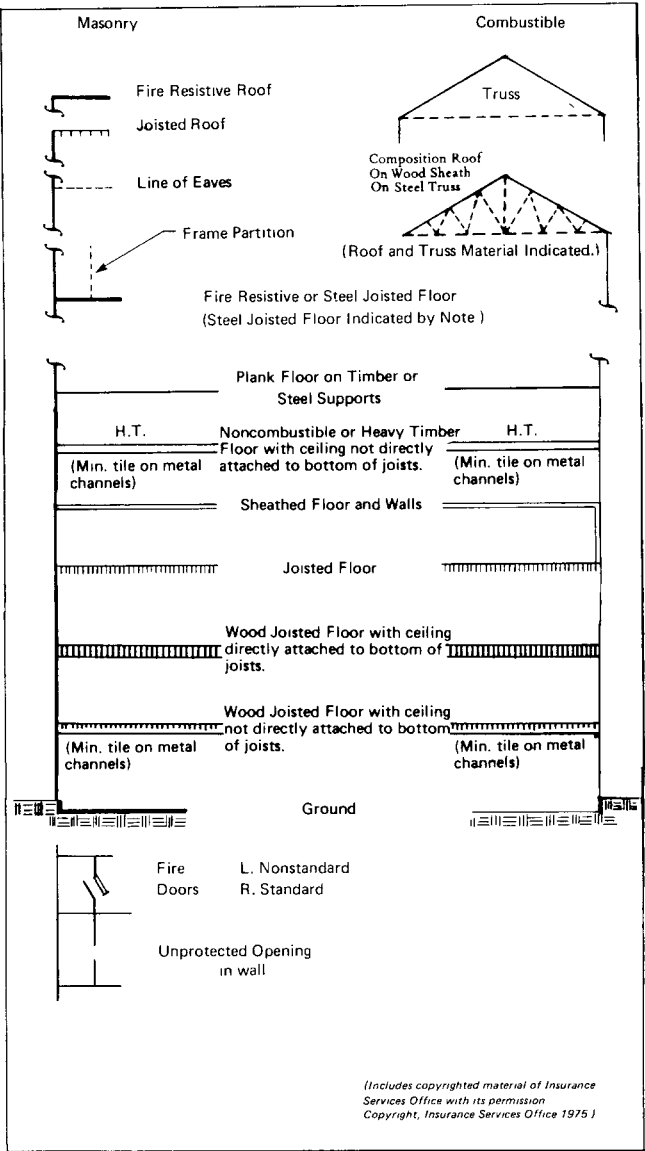 Masonry
Combustible
Fire Resistive Roof
Joisted Roof
Line of Eaves
Frame Partition
Truss
Composition Roof
On Wood Sheath
On Steel Truss
(Roof and Truss Material Indicated.)
Fire Resistive or Steel Joisted Floor
(Steel Joisted Floor Indicated by Note )
Plank Floor on Timber or
Steel Supports
H.T.
Noncombustible or Heavy Timber
Floor with ceiling not directly
attached to bottom of joists.
H.T.
(Min. tile on metal
channels)
(Min. tile on metal
channels)
Sheathed Floor and Walls
Joisted Floor
Wood Joisted Floor with ceiling
directly attached to bottom of
joists.
Wood Joisted Floor with ceiling
not directly attached to bottom
of joists.
(Min. tile on metal
channels)
(Min. tile on metal
channels)
Ground
Fire L. Nonstandard
Doors R. Standard
Unprotected Opening
in wall
(Includes copyrighted material of Insurance
Services Office with its permission
Copyright, Insurance Services Office 1975 )